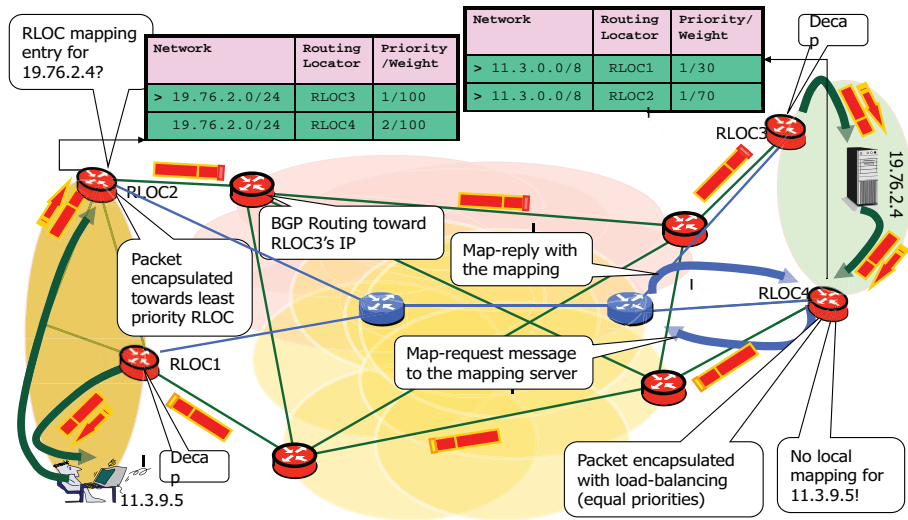 RLOC mapping
entry for
19.76.2.4?
Network Routing Locator Priority /Weight
> 19.76.2.0/24 RLOC3 1/100
19.76.2.0/24 RLOC4 2/100
Network Routing Locator Priority/ Weight
> 11.3.0.0/8 RLOC1 1/30
> 11.3.0.0/8 RLOC2 1/70
Deca
p
RLOC3
19.76.2.4
RLOC2
BGP Routing toward
RLOC3's IP
Packet
encapsulated
towards least
priority RLOC
Map-reply with
the mapping
RLOC4
Map-request message
to the mapping server
RLOC1
Deca
p
11.3.9.5
Packet encapsulated
with load-balancing
(equal priorities)
No local
mapping for
11.3.9.5!